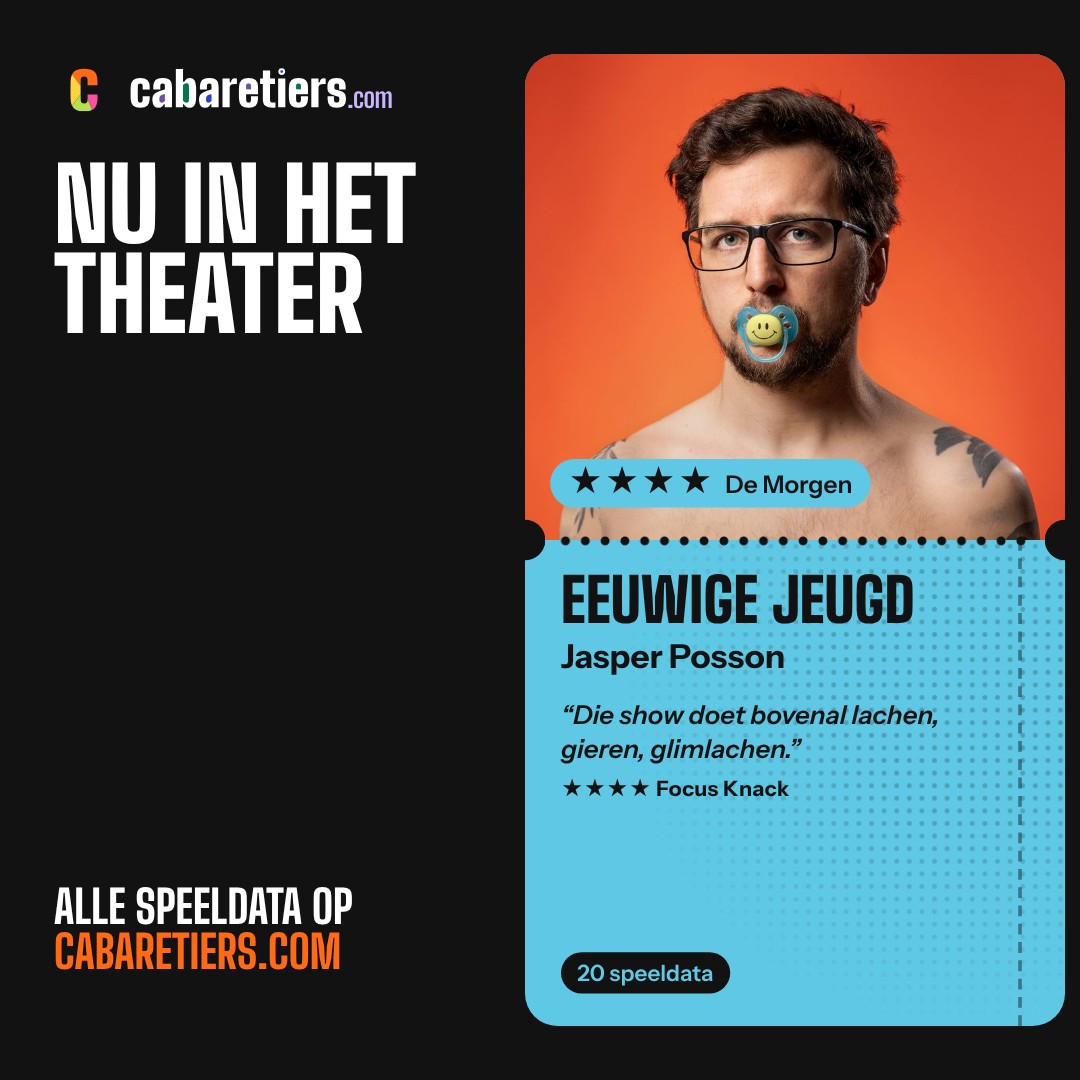 cabaretiers.com
NU IN HET
THEATER
★★★★ De Morgen
EEUWIGE JEUGD
Jasper Posson
“Die show doet bovenal lachen,
gieren, glimlachen.”
★★★★ Focus Knack
20 speeldata
ALLE SPEELDATA OP
CABARETIERS.COM